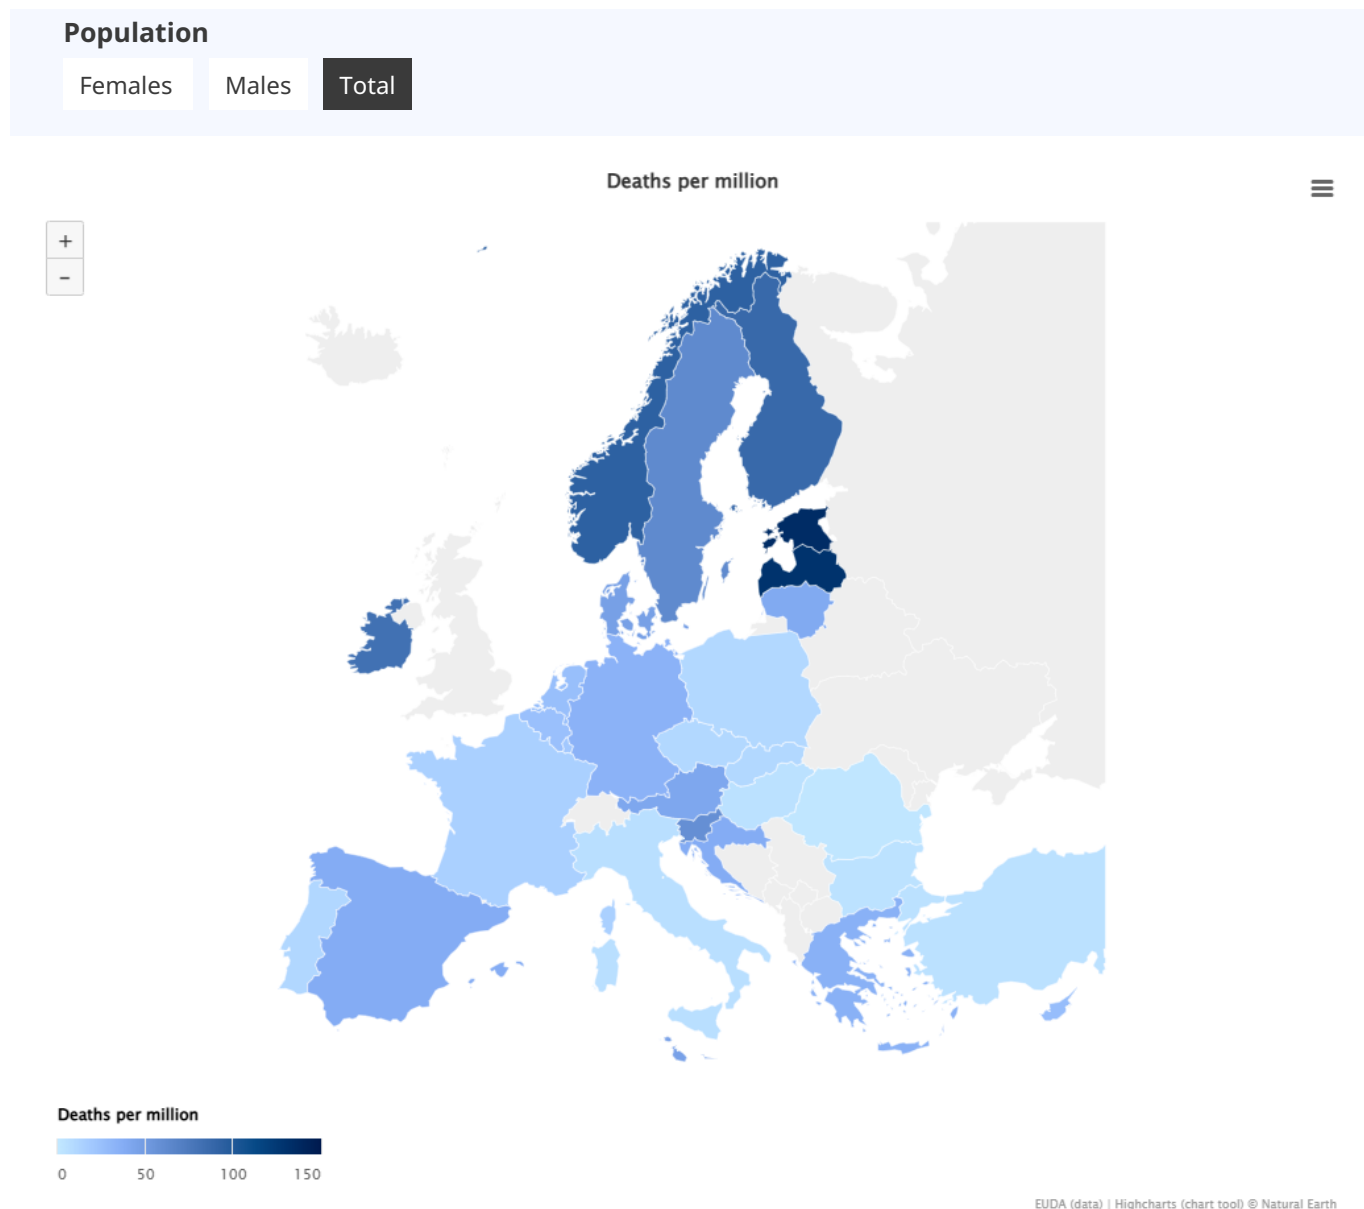 Population
Females Males Total
Deaths per million
+
−
Deaths per million
0 50 100 150
EUDA (data) | Highcharts (chart tool) © Natural Earth